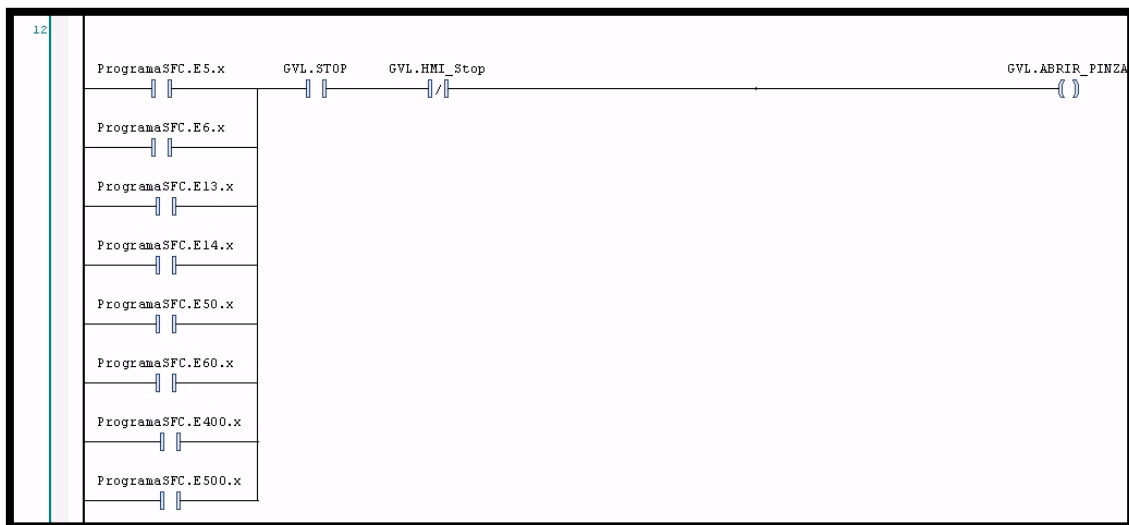 12
ProgramaSFC.E5.x GVL.STOP GVL.HMI_Stop GVL.ABRIR_PINZA
ProgramaSFC.E6.x
ProgramaSFC.E13.x
ProgramaSFC.E14.x
ProgramaSFC.E50.x
ProgramaSFC.E60.x
ProgramaSFC.E400.x
ProgramaSFC.E500.x